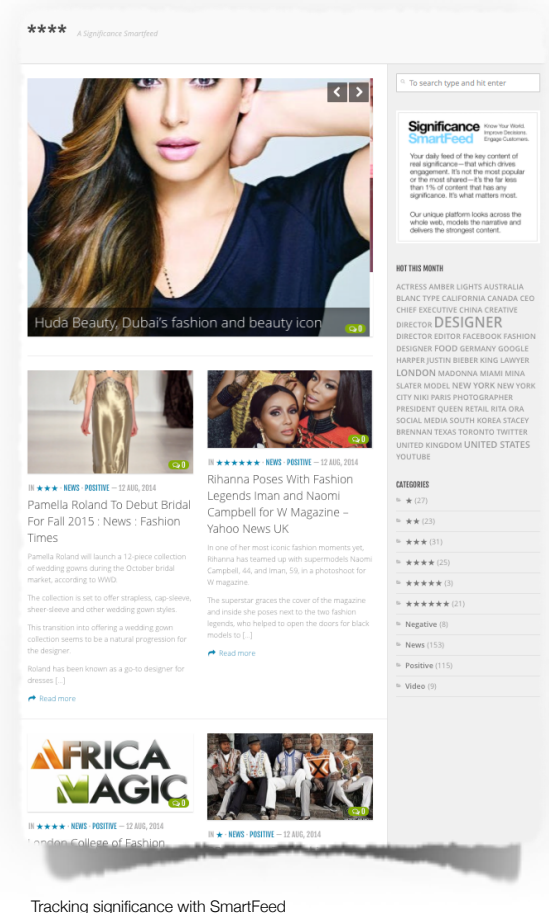 ****
A Significance Smartfeed
Huda Beauty, Dubai's fashion and beauty icon
0
0
IN ★★★ · NEWS · POSITIVE — 12 AUG, 2014
Pamella Roland To Debut Bridal
For Fall 2015 : News : Fashion
Times
Pamella Roland will launch a 12-piece collection
of wedding gowns during the October bridal
market, according to WWD.
The collection is set to offer strapless, cap-sleeve,
sheer-sleeve and other wedding gown styles.
This transition into offering a wedding gown
collection seems to be a natural progression for
the designer.
Roland has been known as a go-to designer for
dresses [...]
Read more
0
IN ★★★★★★ · NEWS · POSITIVE — 12 AUG, 2014
Rihanna Poses With Fashion
Legends Iman and Naomi
Campbell for W Magazine –
Yahoo News UK
In one of her most iconic fashion moments yet,
Rihanna has teamed up with supermodels Naomi
Campbell, 44, and Iman, 59, in a photoshoot for
W magazine.
The superstar graces the cover of the magazine
and inside she poses next to the two fashion
legends, who helped to open the doors for black
models to [...]
Read more
AFRICA
MAGIC
0
IN ★★★★ · NEWS · POSITIVE — 12 AUG, 2014
London College of Fashion
0
IN ★ · NEWS · POSITIVE — 12 AUG, 2014
To search type and hit enter
Significance
SmartFeed
Know Your World.
Improve Decisions.
Engage Customers.
Your daily feed of the key content of
real significance—that which drives
engagement. It's not the most popular
or the most shared—it's the far less
than 1% of content that has any
significance. It's what matters most.
Our unique platform looks across the
whole web, models the narrative and
delivers the strongest content.
HOT THIS MONTH
ACTRESS AMBER LIGHTS AUSTRALIA
BLANC TYPE CALIFORNIA CANADA CEO
CHIEF EXECUTIVE CHINA CREATIVE
DIRECTOR DESIGNER
DIRECTOR EDITOR FACEBOOK FASHION
DESIGNER FOOD GERMANY GOOGLE
HARPER JUSTIN BIEBER KING LAWYER
LONDON MADONNA MIAMI MINA
SLATER MODEL NEW YORK NEW YORK
CITY NIKI PARIS PHOTOGRAPHER
PRESIDENT QUEEN RETAIL RITA ORA
SOCIAL MEDIA SOUTH KOREA STACEY
BRENNAN TEXAS TORONTO TWITTER
UNITED KINGDOM UNITED STATES
YOUTUBE
CATEGORIES
★ (27)
★★ (23)
★★★ (31)
★★★★ (25)
★★★★★ (3)
★★★★★★ (21)
Negative (8)
News (153)
Positive (115)
Video (9)
Tracking significance with SmartFeed